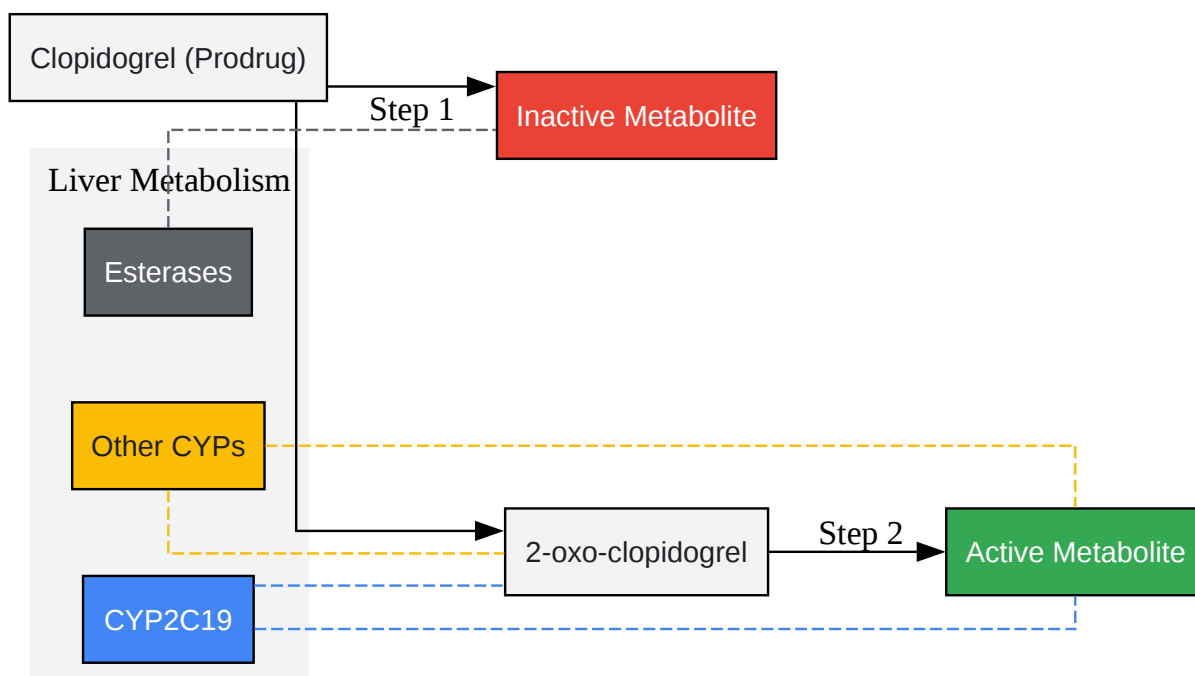 Clopidogrel (Prodrug)
Step 1
Inactive Metabolite
Liver Metabolism
Esterases
Other CYPs
2-oxo-clopidogrel
Step 2
Active Metabolite
CYP2C19